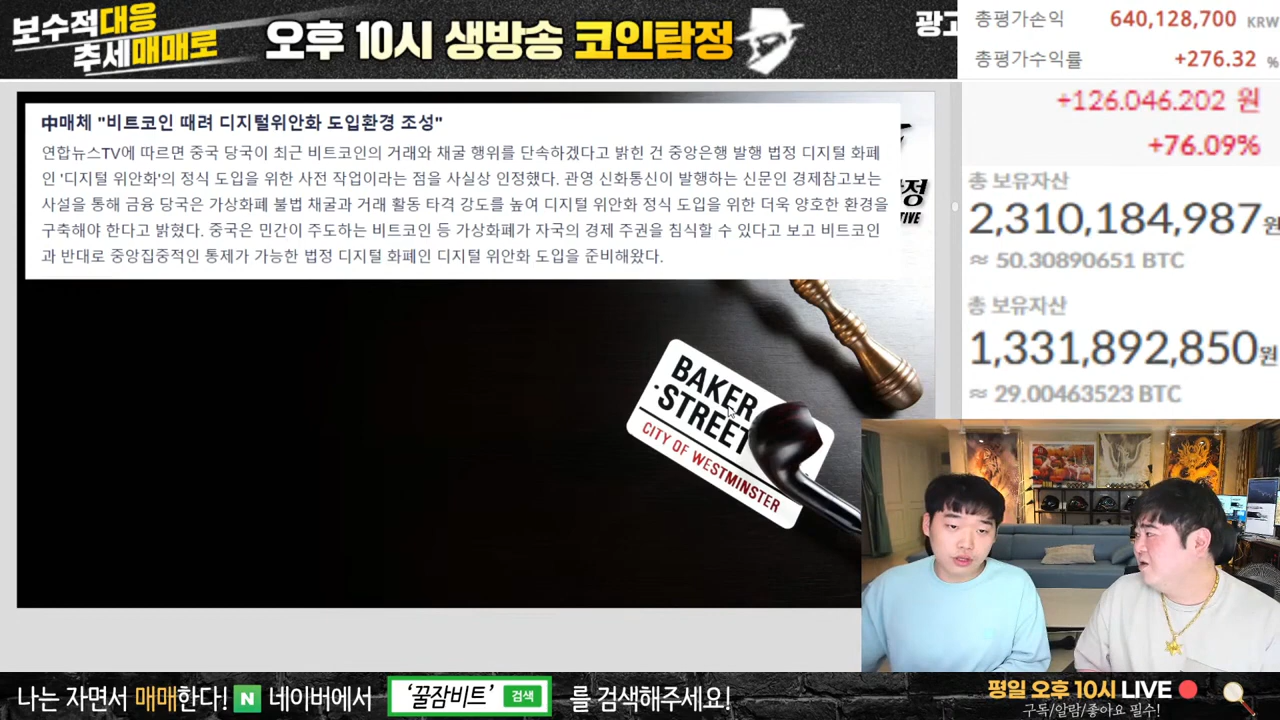 보수적대응
추세매매로
오후 10시 생방송 코인탐정
광고
총평가손익 640,128,700 KRW
총평가수익률 +276.32 %
+126.046.202 원
+76.09%
총 보유자산
2,310,184,987원
≈ 50.30890651 BTC
총 보유자산
1,331,892,850원
≈ 29.00463523 BTC
中매체 "비트코인 때려 디지털위안화 도입환경 조성"
연합뉴스TV에 따르면 중국 당국이 최근 비트코인의 거래와 채굴 행위를 단속하겠다고 밝힌 건 중앙은행 발행 법정 디지털 화폐
인 '디지털 위안화'의 정식 도입을 위한 사전 작업이라는 점을 사실상 인정했다. 관영 신화통신이 발행하는 신문인 경제참고보는
사설을 통해 금융 당국은 가상화폐 불법 채굴과 거래 활동 타격 강도를 높여 디지털 위안화 정식 도입을 위한 더욱 양호한 환경을
구축해야 한다고 밝혔다. 중국은 민간이 주도하는 비트코인 등 가상화폐가 자국의 경제 주권을 침식할 수 있다고 보고 비트코인
과 반대로 중앙집중적인 통제가 가능한 법정 디지털 화폐인 디지털 위안화 도입을 준비해왔다.
BAKER
·STREET
CITY OF WESTMINSTER
나는 자면서 매매한다! N 네이버에서 '꿀잠비트' 검색 를 검색해주세요!
평일 오후 10시 LIVE
구독/알람/좋아요 필수!